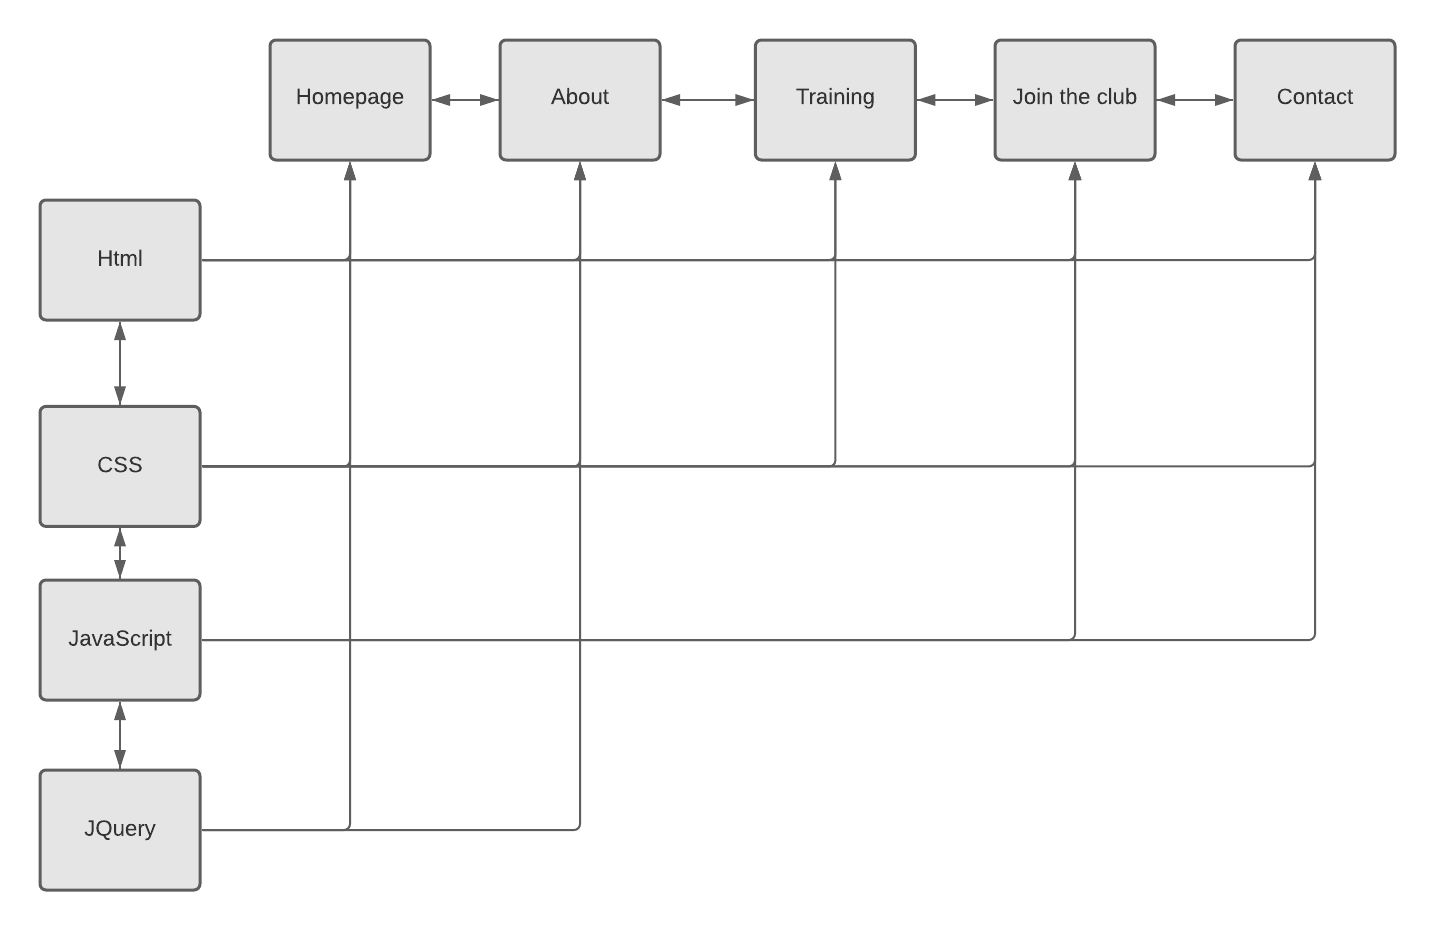 Homepage
About
Training
Join the club
Contact
Html
CSS
JavaScript
JQuery